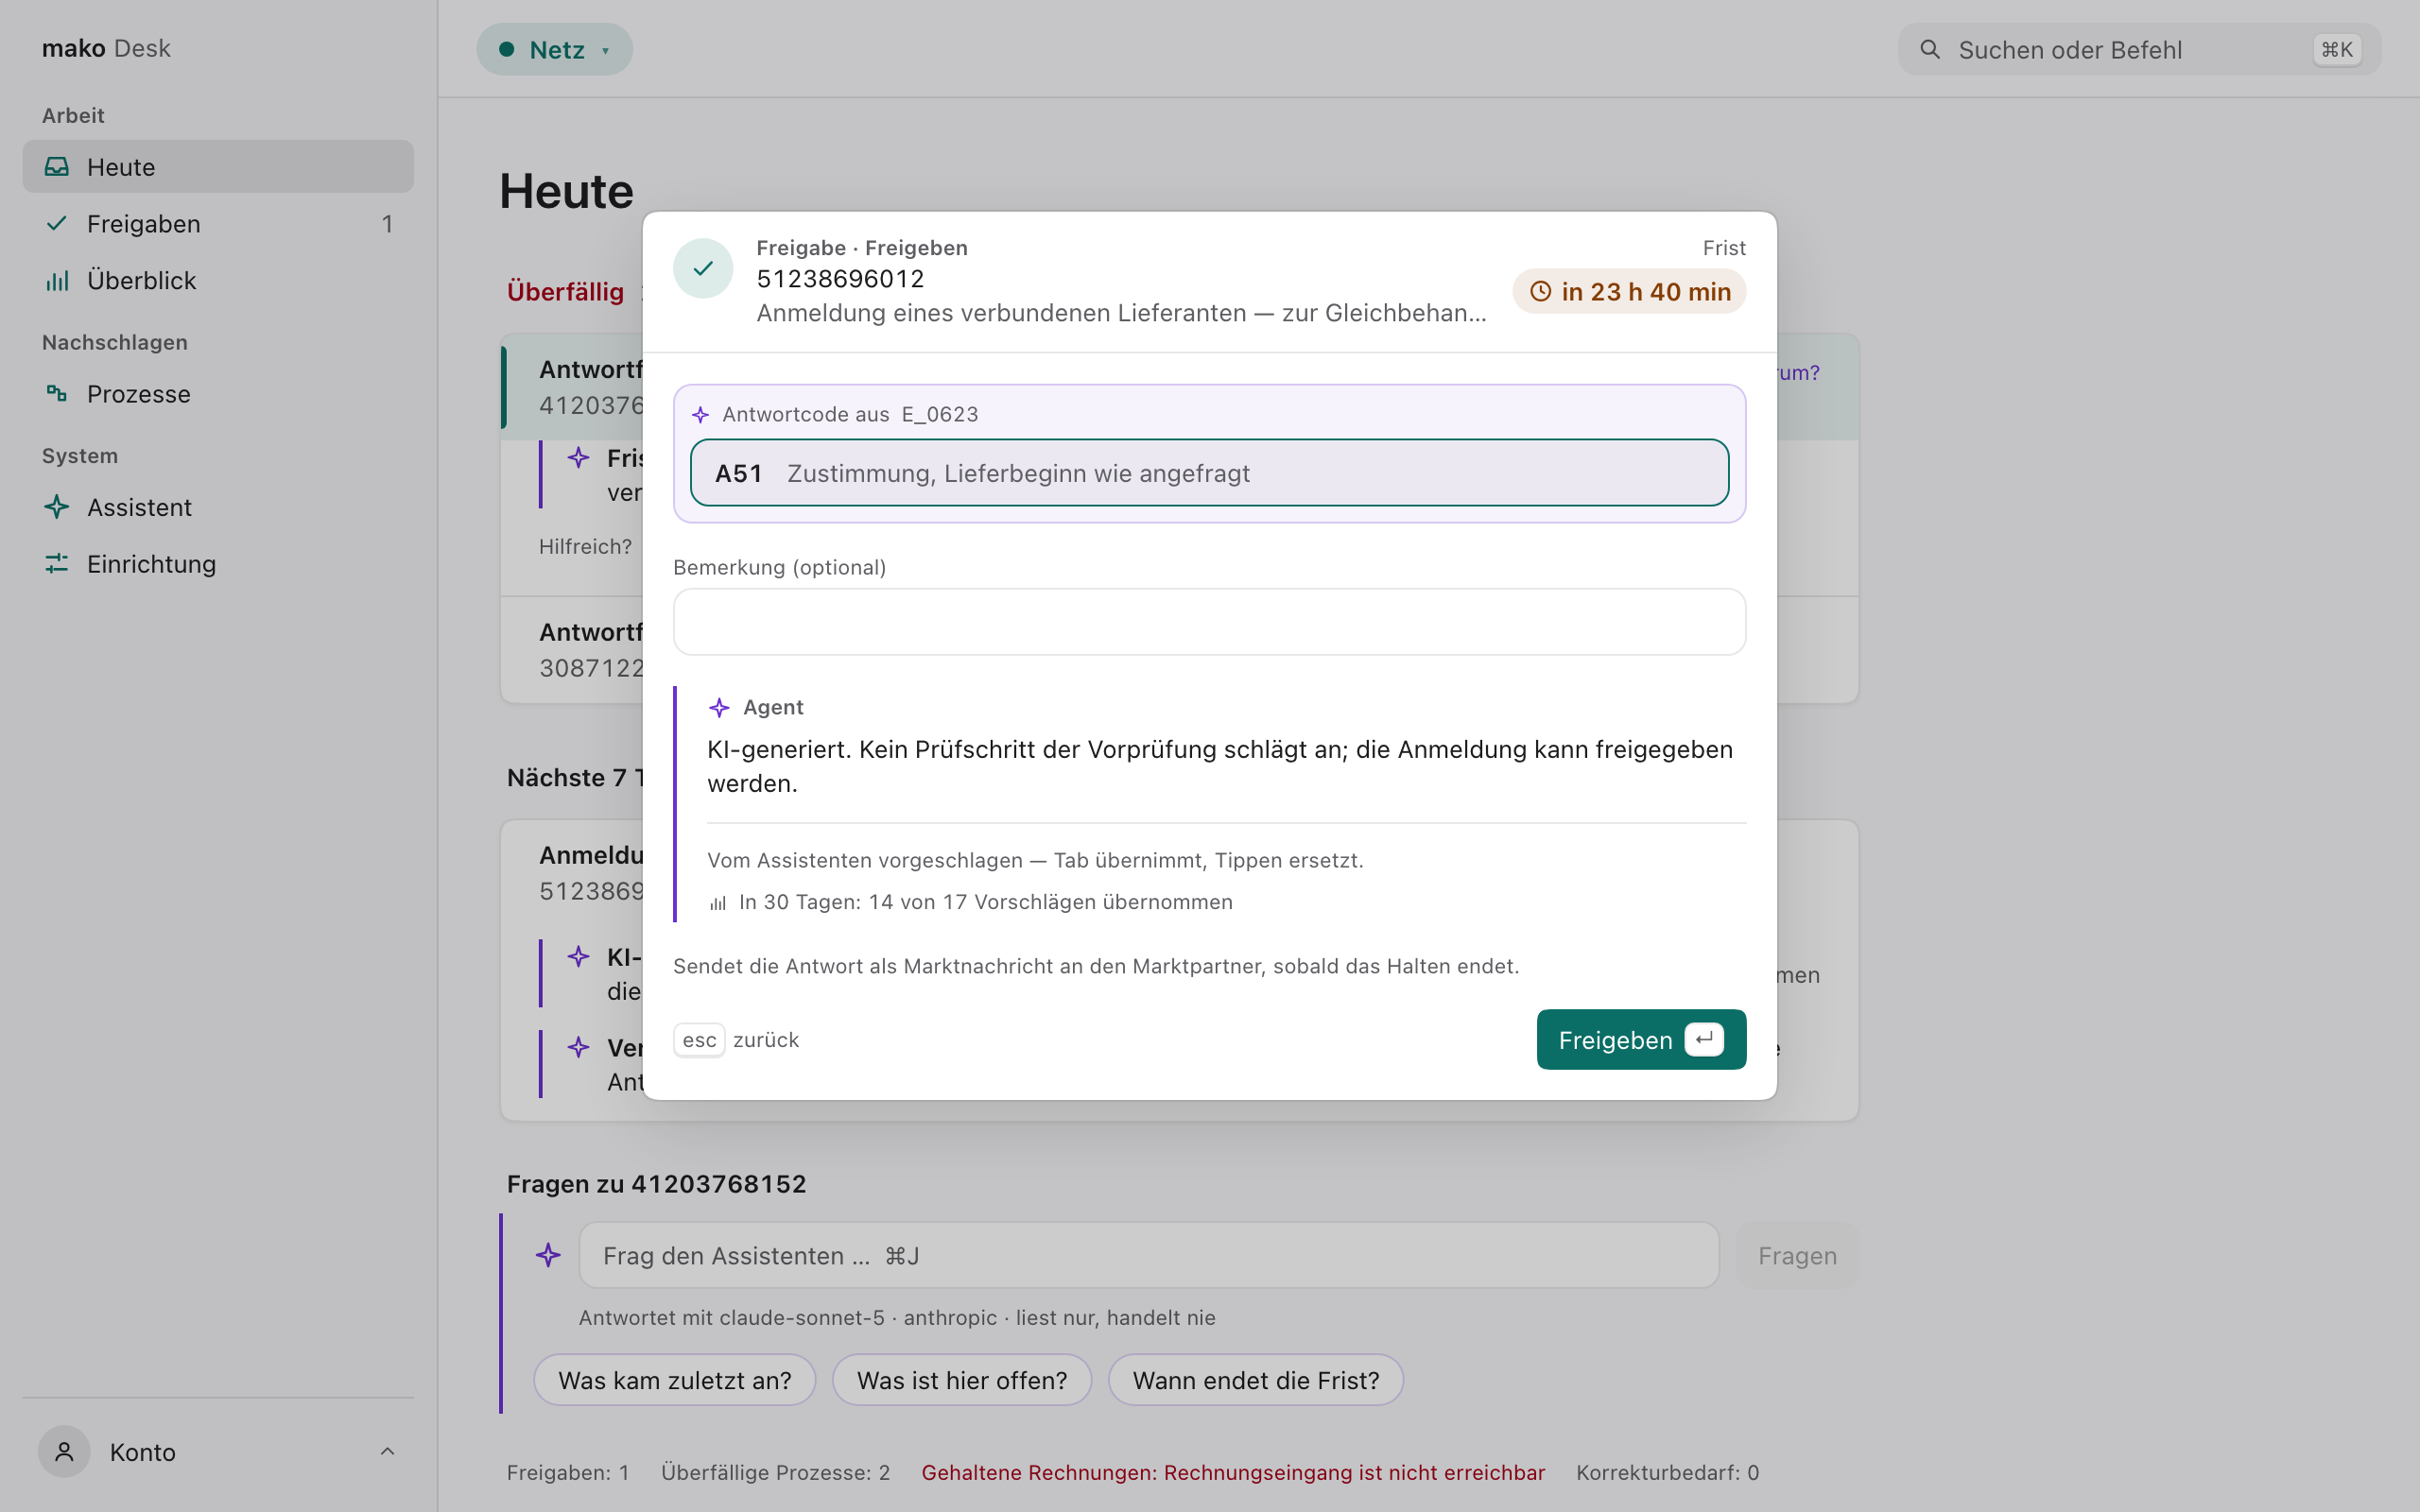 mako Desk
Arbeit
Heute
Freigaben 1
Überblick
Nachschlagen
Prozesse
System
Assistent
Einrichtung
Konto
Netz
Suchen oder Befehl ⌘K
Heute
Überfällig
Antwortf
4120376
rum?
Fris
ver
Hilfreich?
Antwortf
3087122
Nächste 7 T
Anmeldu
5123869
KI-
die
men
Ver
Ant
Freigabe · Freigeben
51238696012
Anmeldung eines verbundenen Lieferanten — zur Gleichbehan...
Frist
in 23 h 40 min
Antwortcode aus E_0623
A51 Zustimmung, Lieferbeginn wie angefragt
Bemerkung (optional)
Agent
KI-generiert. Kein Prüfschritt der Vorprüfung schlägt an; die Anmeldung kann freigegeben
werden.
Vom Assistenten vorgeschlagen — Tab übernimmt, Tippen ersetzt.
In 30 Tagen: 14 von 17 Vorschlägen übernommen
Sendet die Antwort als Marktnachricht an den Marktpartner, sobald das Halten endet.
esc zurück
Freigeben ↵
Fragen zu 41203768152
Frag den Assistenten ... ⌘J
Fragen
Antwortet mit claude-sonnet-5 · anthropic · liest nur, handelt nie
Was kam zuletzt an?
Was ist hier offen?
Wann endet die Frist?
Freigaben: 1 Überfällige Prozesse: 2 Gehaltene Rechnungen: Rechnungseingang ist nicht erreichbar Korrekturbedarf: 0